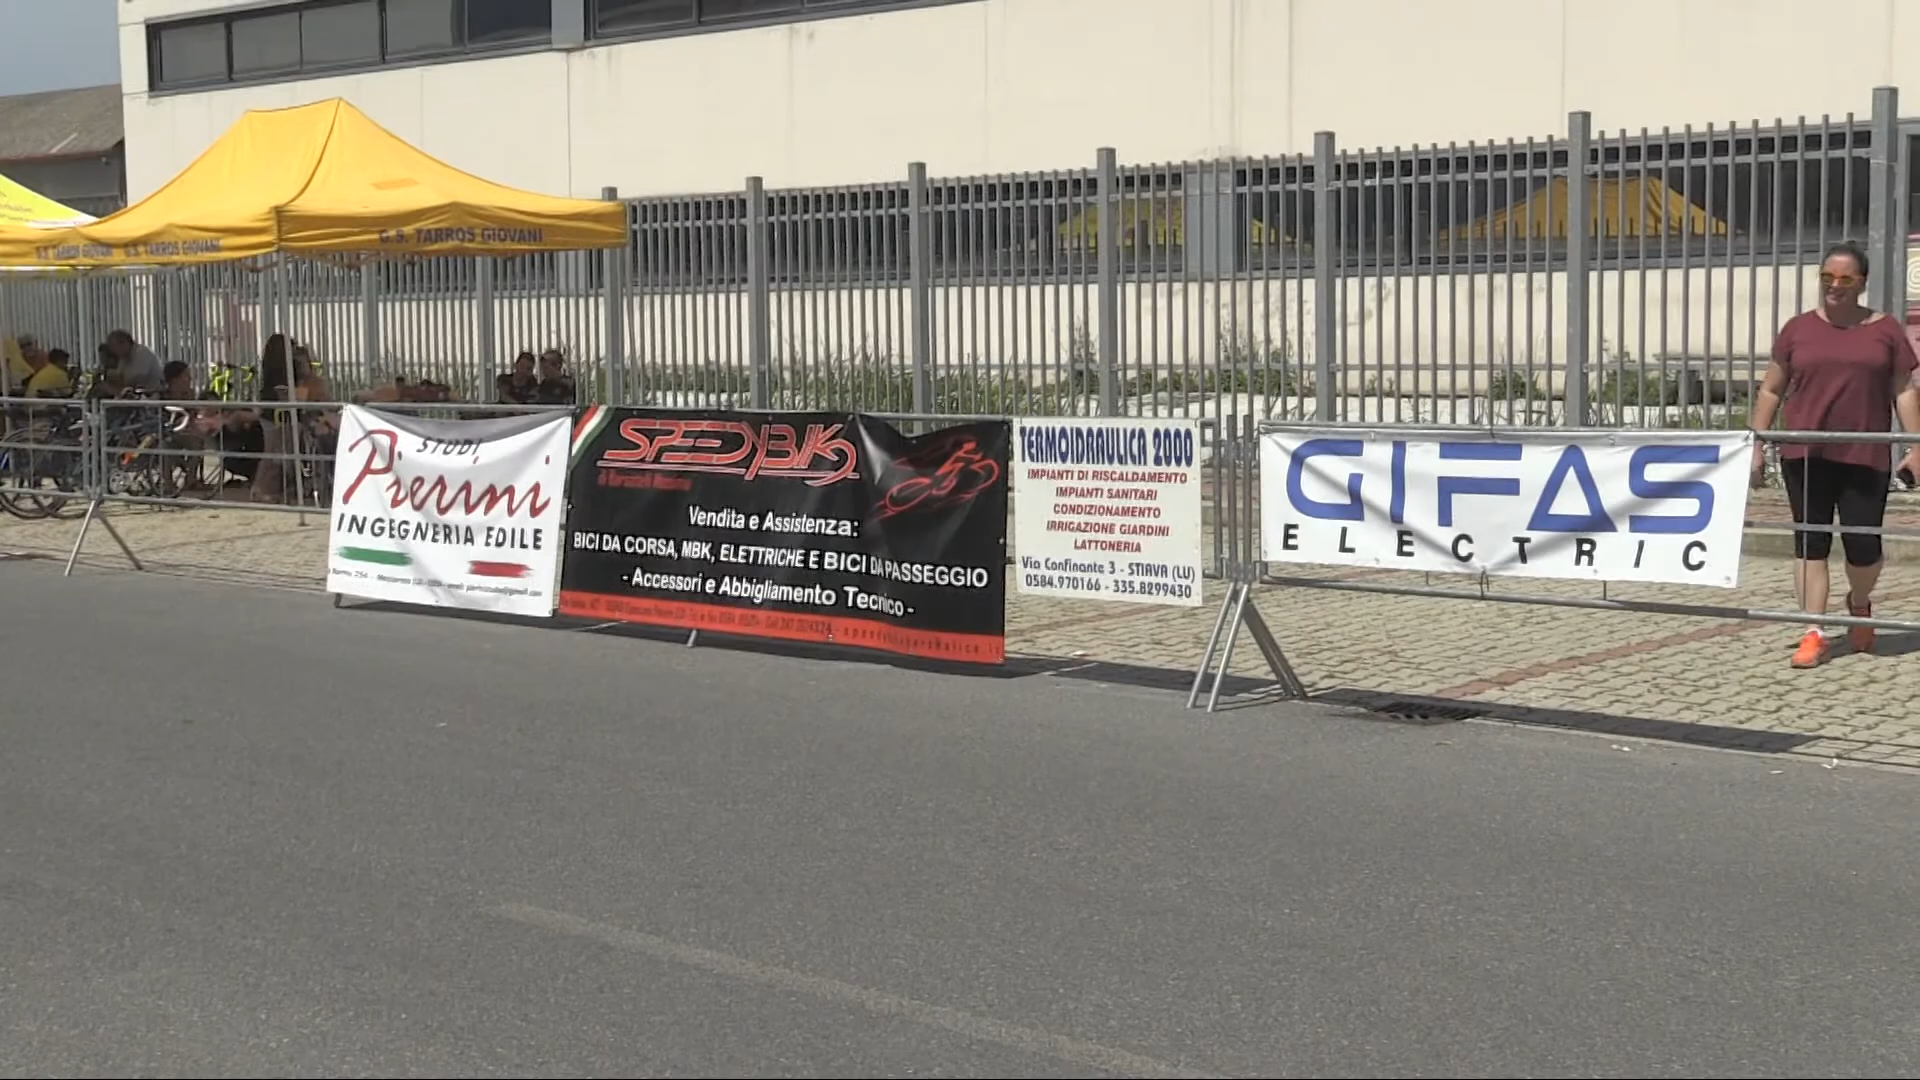 G.S. TARROS GIOVANI
G.S. TARROS GIOVANI
STUDI
Pierini
INGEGNERIA EDILE
SPEEDYBIKE
Vendita e Assistenza:
BICI DA CORSA, MBK, ELETTRICHE E BICI DA PASSEGGIO
- Accessori e Abbigliamento Tecnico -
TERMOIDRAULICA 2000
IMPIANTI DI RISCALDAMENTO
IMPIANTI SANITARI
CONDIZIONAMENTO
IRRIGAZIONE GIARDINI
LATTONERIA
Via Confinante 3 - STIAVA (LU)
0584.970166 - 335.8299430
GIFAS
ELECTRIC